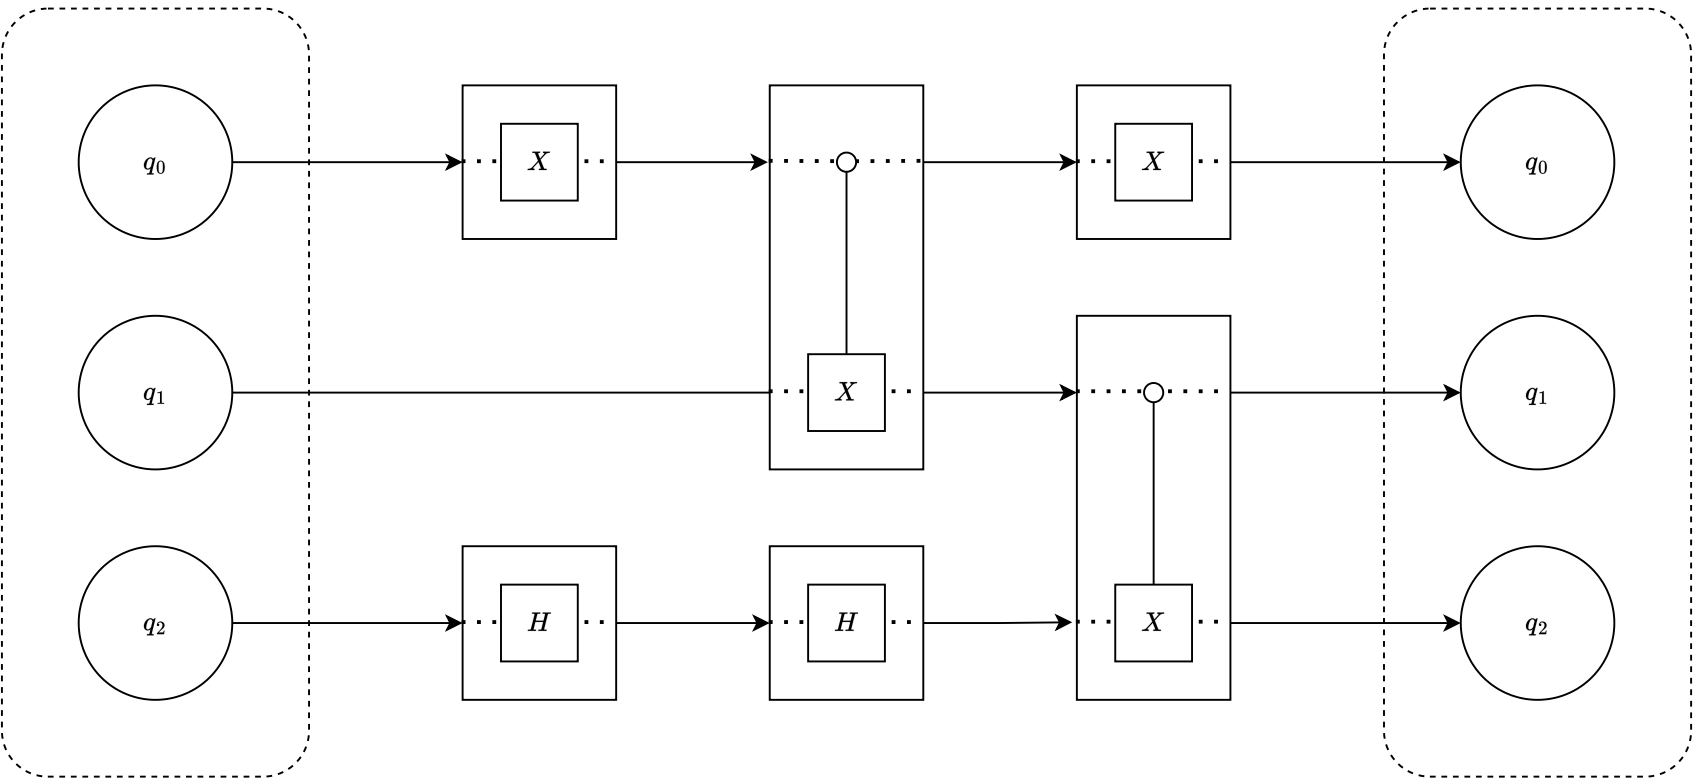 q₀ X X q₀
q₁ X q₁
q₂ H H X q₂